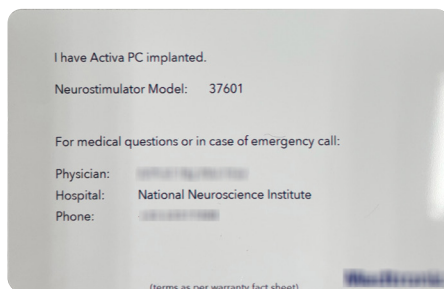 I have Activa PC implanted.
Neurostimulator Model: 37601
For medical questions or in case of emergency call:
Physician:
Hospital: National Neuroscience Institute
Phone:
(terms as per warranty fact sheet)